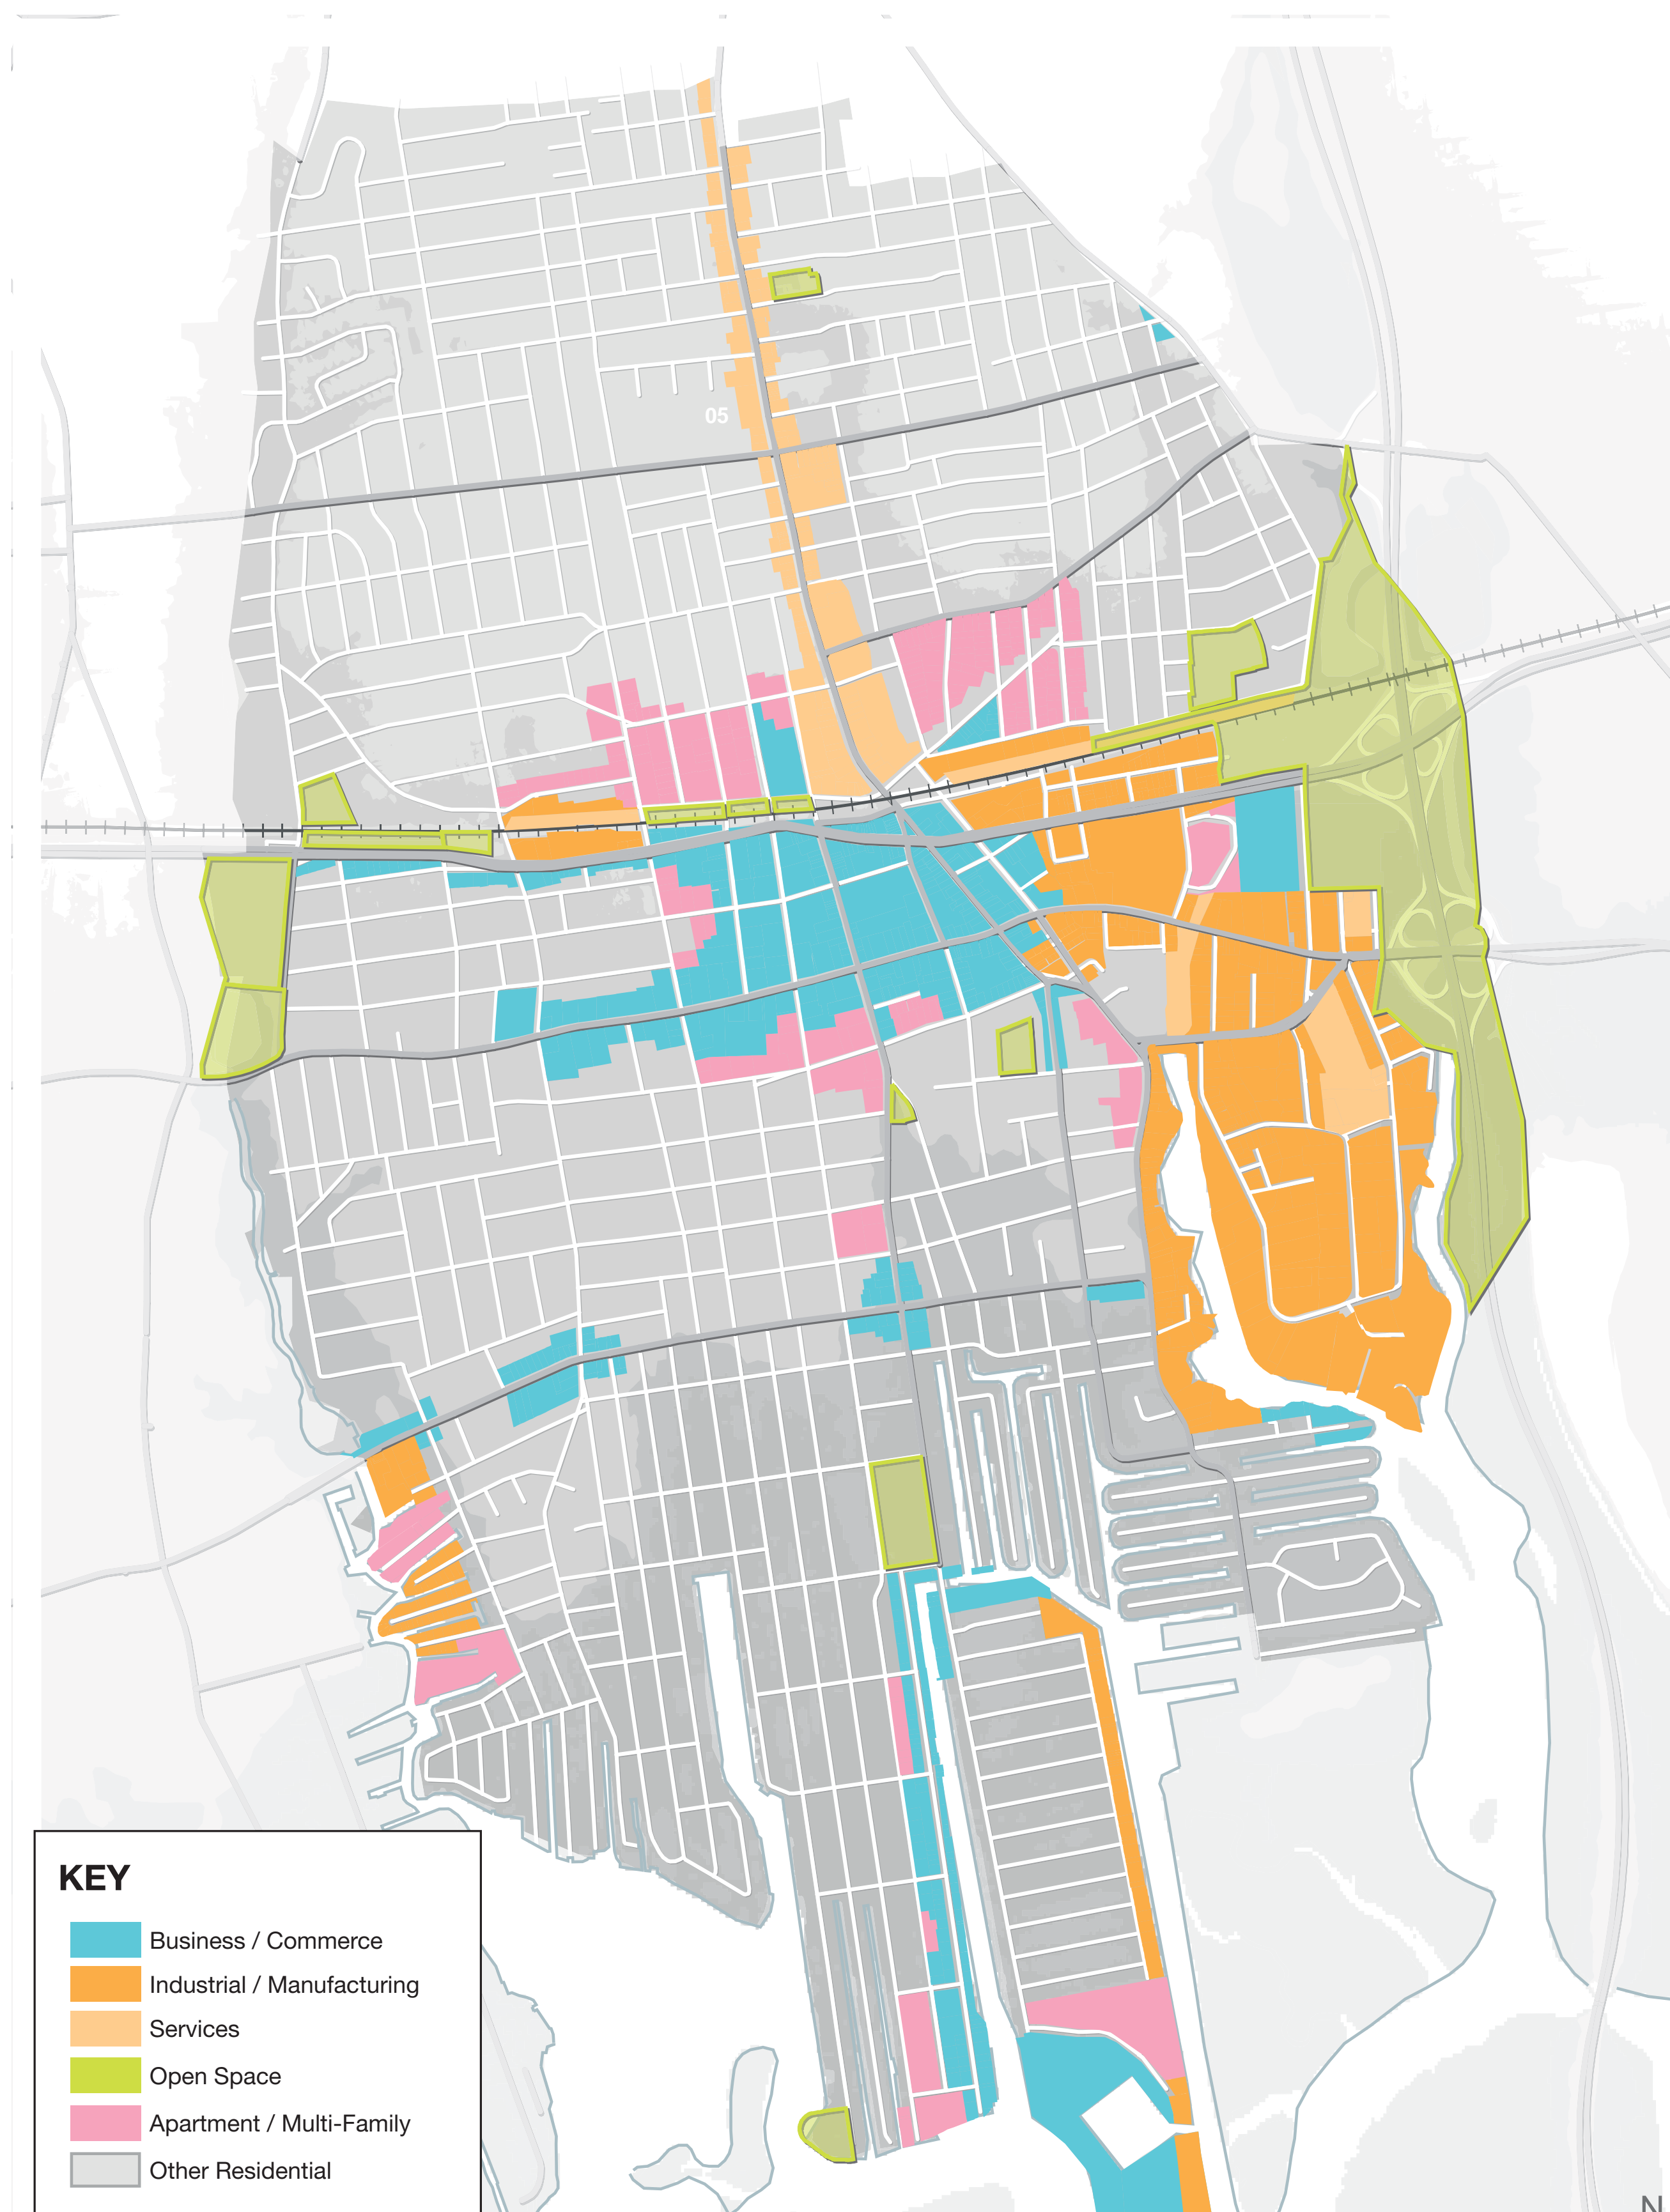 05
KEY
Business / Commerce
Industrial / Manufacturing
Services
Open Space
Apartment / Multi-Family
Other Residential
N